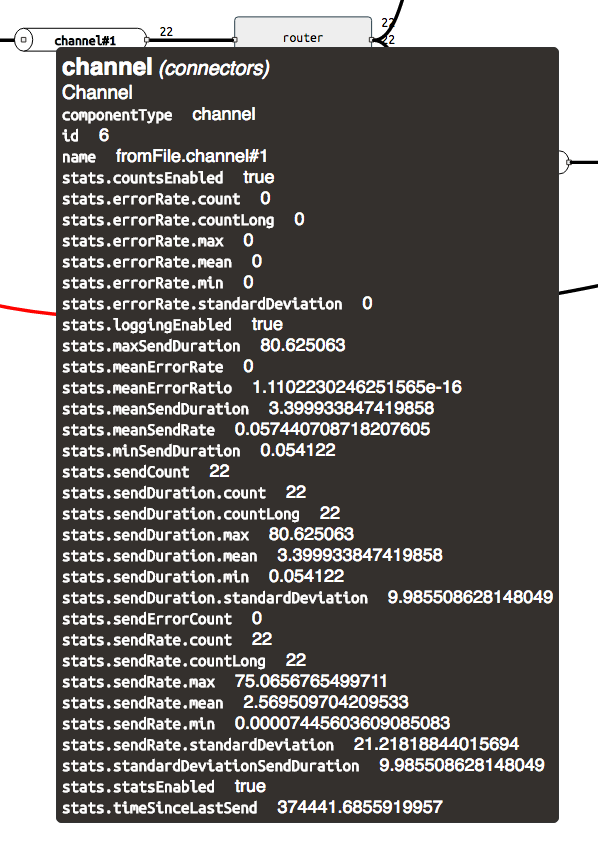 22
22
channel#1
router
22
channel (connectors)
Channel
componentType channel
id 6
name fromFile.channel#1
stats.countsEnabled true
stats.errorRate.count 0
stats.errorRate.countLong 0
stats.errorRate.max 0
stats.errorRate.mean 0
stats.errorRate.min 0
stats.errorRate.standardDeviation 0
stats.loggingEnabled true
stats.maxSendDuration 80.625063
stats.meanErrorRate 0
stats.meanErrorRatio 1.1102230246251565e-16
stats.meanSendDuration 3.399933847419858
stats.meanSendRate 0.057440708718207605
stats.minSendDuration 0.054122
stats.sendCount 22
stats.sendDuration.count 22
stats.sendDuration.countLong 22
stats.sendDuration.max 80.625063
stats.sendDuration.mean 3.399933847419858
stats.sendDuration.min 0.054122
stats.sendDuration.standardDeviation 9.985508628148049
stats.sendErrorCount 0
stats.sendRate.count 22
stats.sendRate.countLong 22
stats.sendRate.max 75.0656765499711
stats.sendRate.mean 2.569509704209533
stats.sendRate.min 0.00007445603609085083
stats.sendRate.standardDeviation 21.21818844015694
stats.standardDeviationSendDuration 9.985508628148049
stats.statsEnabled true
stats.timeSinceLastSend 374441.6855919957